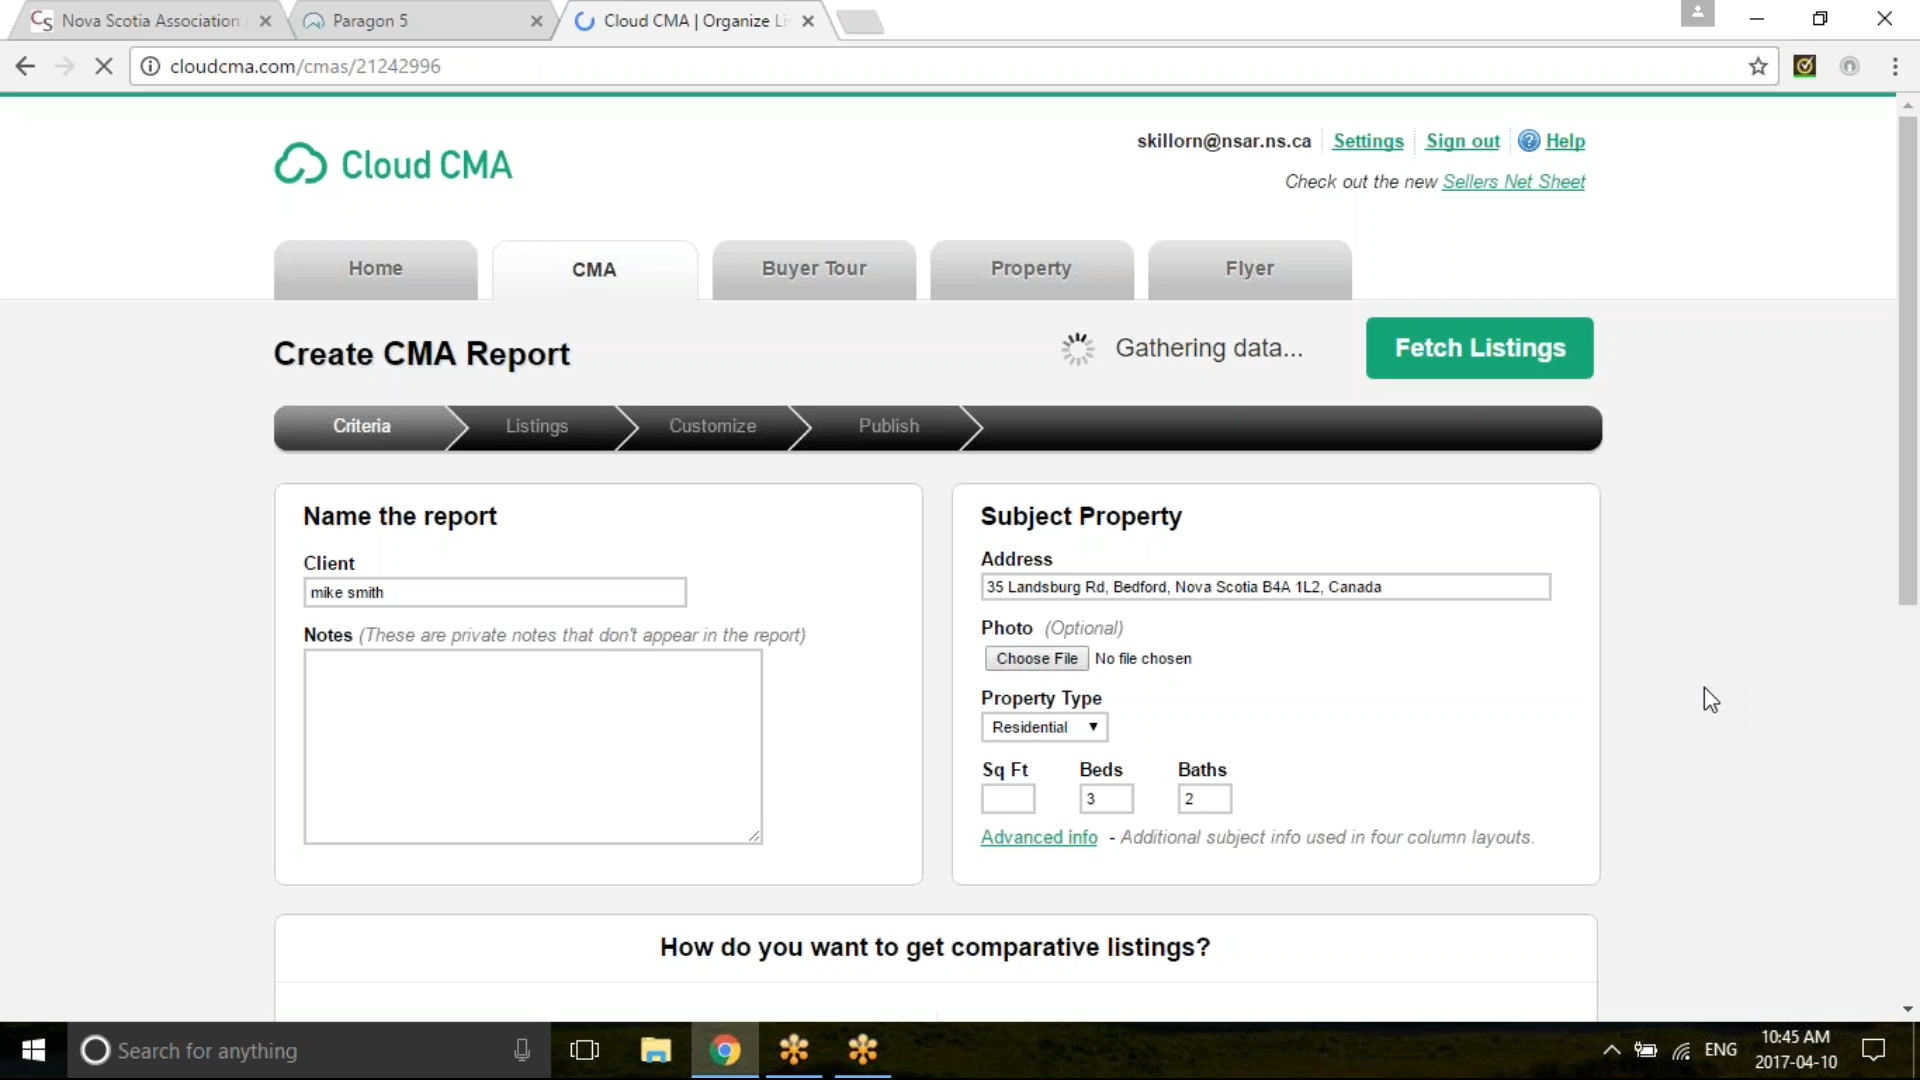 Nova Scotia Association
Paragon 5
Cloud CMA | Organize Li
cloudcma.com/cmas/21242996
skillorn@nsar.ns.ca
Settings
Sign out
Help
Check out the new Sellers Net Sheet
Cloud CMA
Home
CMA
Buyer Tour
Property
Flyer
Create CMA Report
Gathering data...
Fetch Listings
Criteria
Listings
Customize
Publish
Name the report
Client
mike smith
Notes (These are private notes that don't appear in the report)
Subject Property
Address
35 Landsburg Rd, Bedford, Nova Scotia B4A 1L2, Canada
Photo (Optional)
Choose File No file chosen
Property Type
Residential
Sq Ft Beds Baths
3 2
Advanced info - Additional subject info used in four column layouts.
How do you want to get comparative listings?
Search for anything
ENG
10:45 AM
2017-04-10